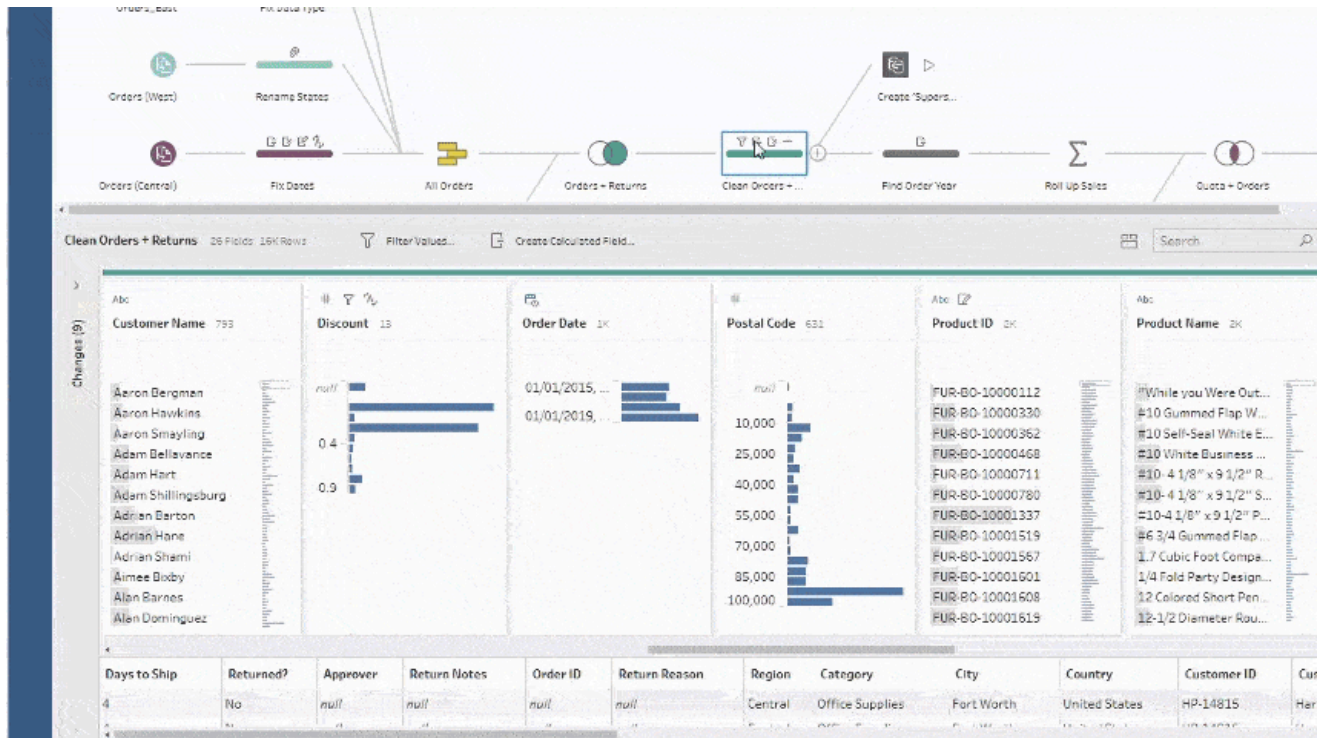 Orders_East Fix Data Type
Orders (West) Rename States Create 'Supers...
Orders (Central) Fix Dates All Orders Orders + Returns Clean Orders + ... Find Order Year Roll Up Sales Custs + Orders
Clean Orders + Returns 26 Fields 16K Rows Filter Values... Create Calculated Field... Search
Changes (9)
Abc
Customer Name 793
Aaron Bergman
Aaron Hawkins
Aaron Smayling
Adam Bellavance
Adam Hart
Adam Shillingsburg
Adrian Barton
Adrian Hane
Adrian Shami
Aimee Bixby
Alan Barnes
Alan Dominguez
#
Discount 13
null
0.4
0.9
Order Date 1K
01/01/2015, ...
01/01/2019, ...
#
Postal Code 631
null
10,000
25,000
40,000
55,000
70,000
85,000
100,000
Abc
Product ID 2K
FUR-BO-10000112
FUR-BO-10000330
FUR-BO-10000362
FUR-BO-10000468
FUR-BO-10000711
FUR-BO-10000780
FUR-BO-10001337
FUR-BO-10001519
FUR-BO-10001567
FUR-BO-10001601
FUR-BO-10001608
FUR-BO-10001619
Abc
Product Name 2K
"While you Were Out...
#10 Gummed Flap W...
#10 Self-Seal White E...
#10 White Business ...
#10- 4 1/8" x 9 1/2" R...
#10- 4 1/8" x 9 1/2" S...
#10-4 1/8" x 9 1/2" P...
#6 3/4 Gummed Flap ...
1.7 Cubic Foot Compa...
1/4 Fold Party Design...
12 Colored Short Pen...
12-1/2 Diameter Rou...
Days to Ship Returned? Approver Return Notes Order ID Return Reason Region Category City Country Customer ID Cus
4 No null null null null Central Office Supplies Fort Worth United States HP-14815 Har